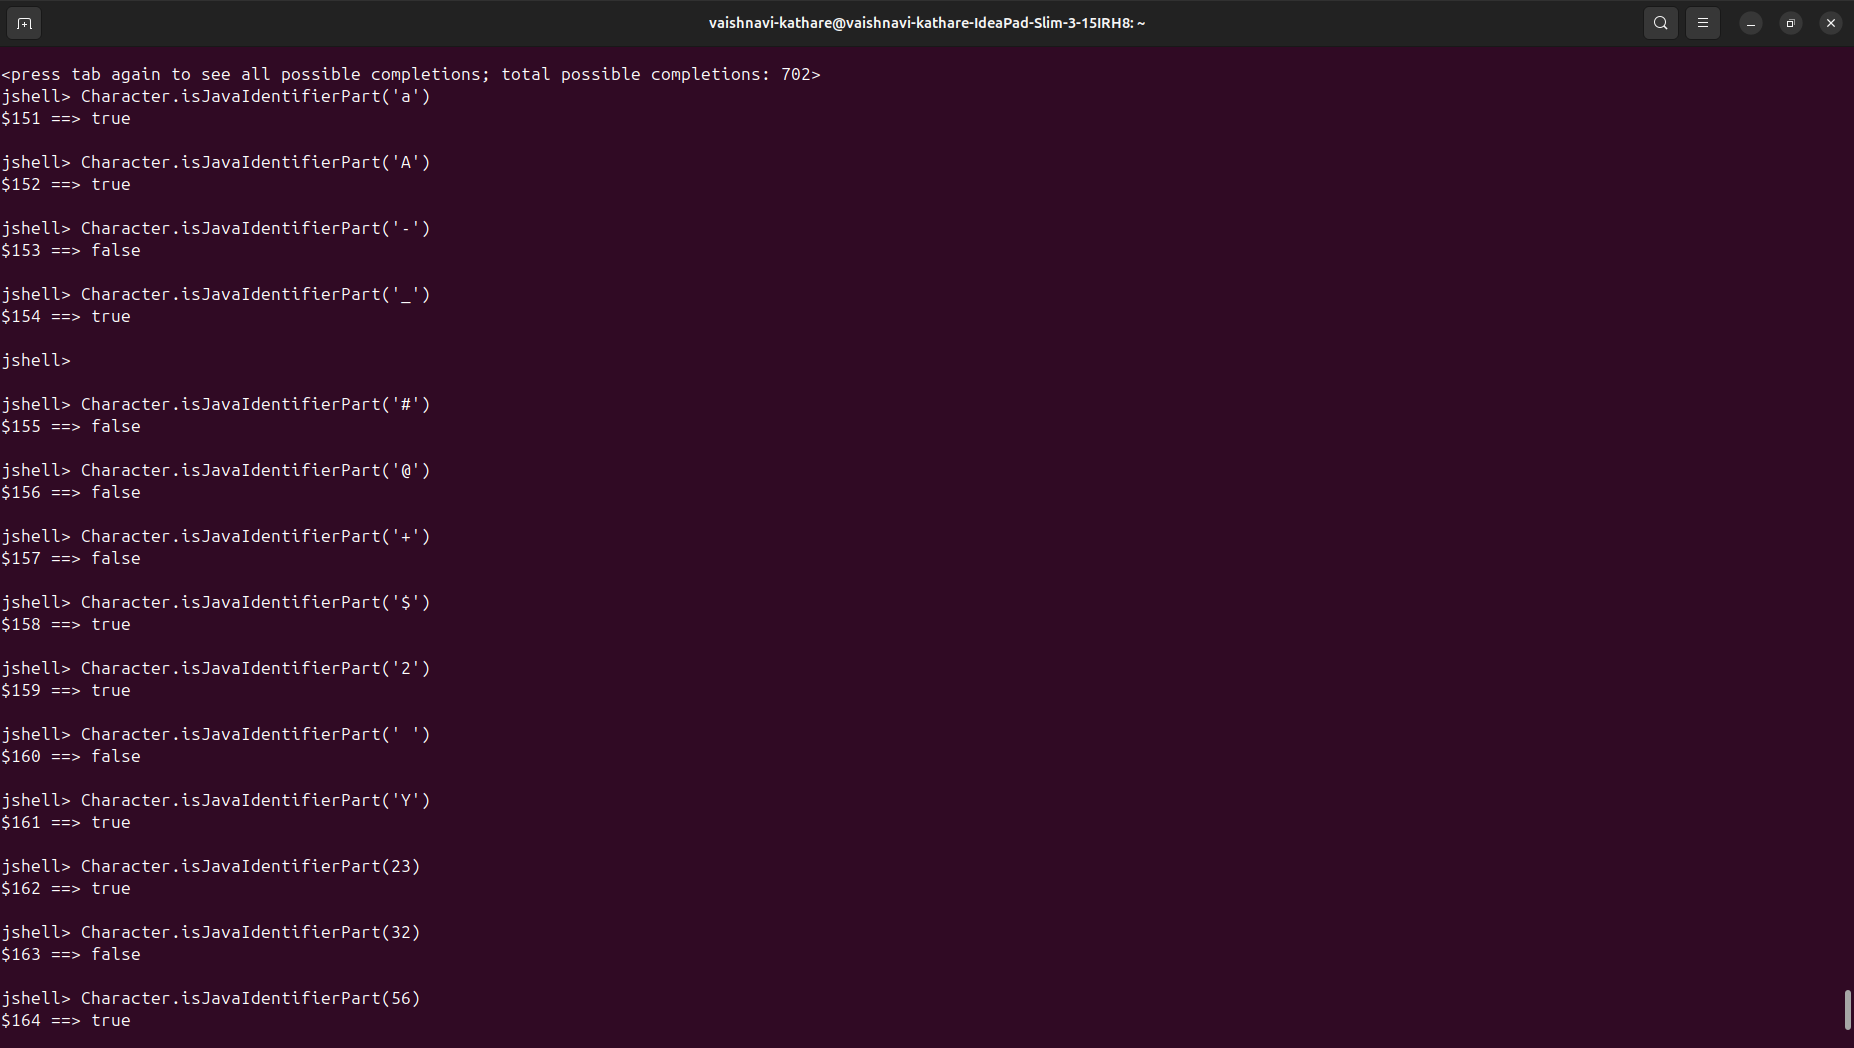 vaishnavi-kathare@vaishnavi-kathare-IdeaPad-Slim-3-15IRH8: ~
<press tab again to see all possible completions; total possible completions: 702>
jshell> Character.isJavaIdentifierPart('a')
$151 ==> true
jshell> Character.isJavaIdentifierPart('A')
$152 ==> true
jshell> Character.isJavaIdentifierPart('-')
$153 ==> false
jshell> Character.isJavaIdentifierPart('_')
$154 ==> true
jshell>
jshell> Character.isJavaIdentifierPart('#')
$155 ==> false
jshell> Character.isJavaIdentifierPart('@')
$156 ==> false
jshell> Character.isJavaIdentifierPart('+')
$157 ==> false
jshell> Character.isJavaIdentifierPart('$')
$158 ==> true
jshell> Character.isJavaIdentifierPart('2')
$159 ==> true
jshell> Character.isJavaIdentifierPart(' ')
$160 ==> false
jshell> Character.isJavaIdentifierPart('Y')
$161 ==> true
jshell> Character.isJavaIdentifierPart(23)
$162 ==> true
jshell> Character.isJavaIdentifierPart(32)
$163 ==> false
jshell> Character.isJavaIdentifierPart(56)
$164 ==> true